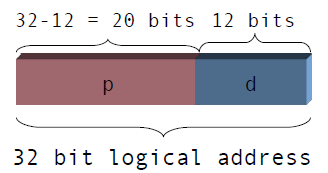 32-12 = 20 bits 12 bits
p d
32 bit logical address